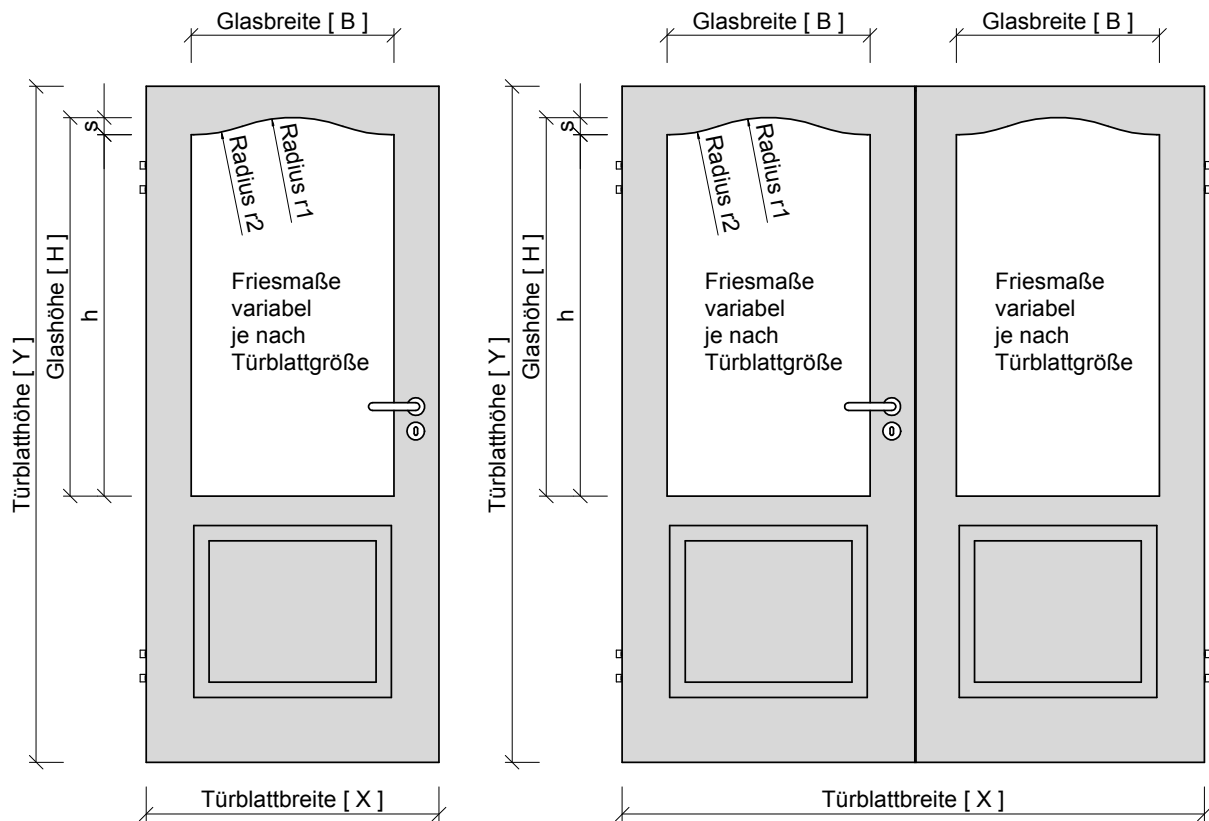 Glasbreite [ B ]
Glasbreite [ B ]
Glasbreite [ B ]
s
Radius r1
Radius r2
Glashöhe [ H ]
h
Türblatthöhe [ Y ]
Friesmaße
variabel
je nach
Türblattgröße
Türblattbreite [ X ]
s
Radius r1
Radius r2
Glashöhe [ H ]
h
Türblatthöhe [ Y ]
Friesmaße
variabel
je nach
Türblattgröße
Friesmaße
variabel
je nach
Türblattgröße
Türblattbreite [ X ]